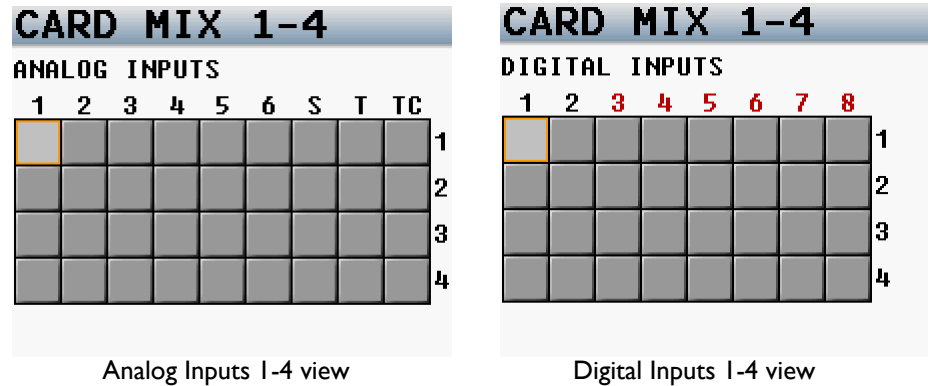 CARD MIX 1-4
ANALOG INPUTS
1 2 3 4 5 6 S T TC
1
2
3
4
Analog Inputs 1-4 view
CARD MIX 1-4
DIGITAL INPUTS
1 2 3 4 5 6 7 8
1
2
3
4
Digital Inputs 1-4 view